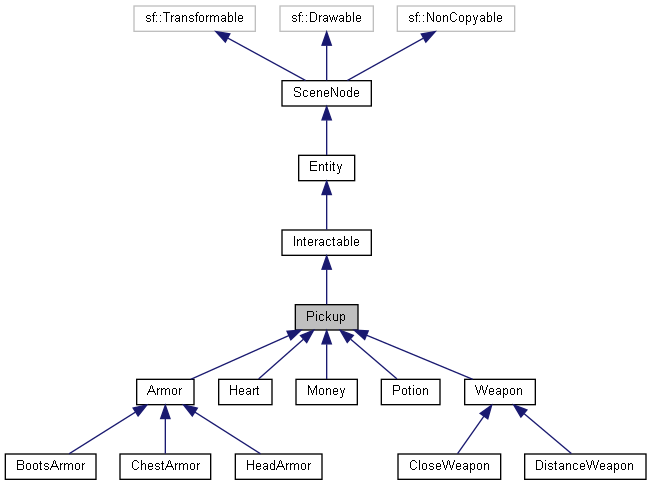 sf::Transformable
sf::Drawable
sf::NonCopyable
SceneNode
Entity
Interactable
Pickup
Armor
Heart
Money
Potion
Weapon
BootsArmor
ChestArmor
HeadArmor
CloseWeapon
DistanceWeapon